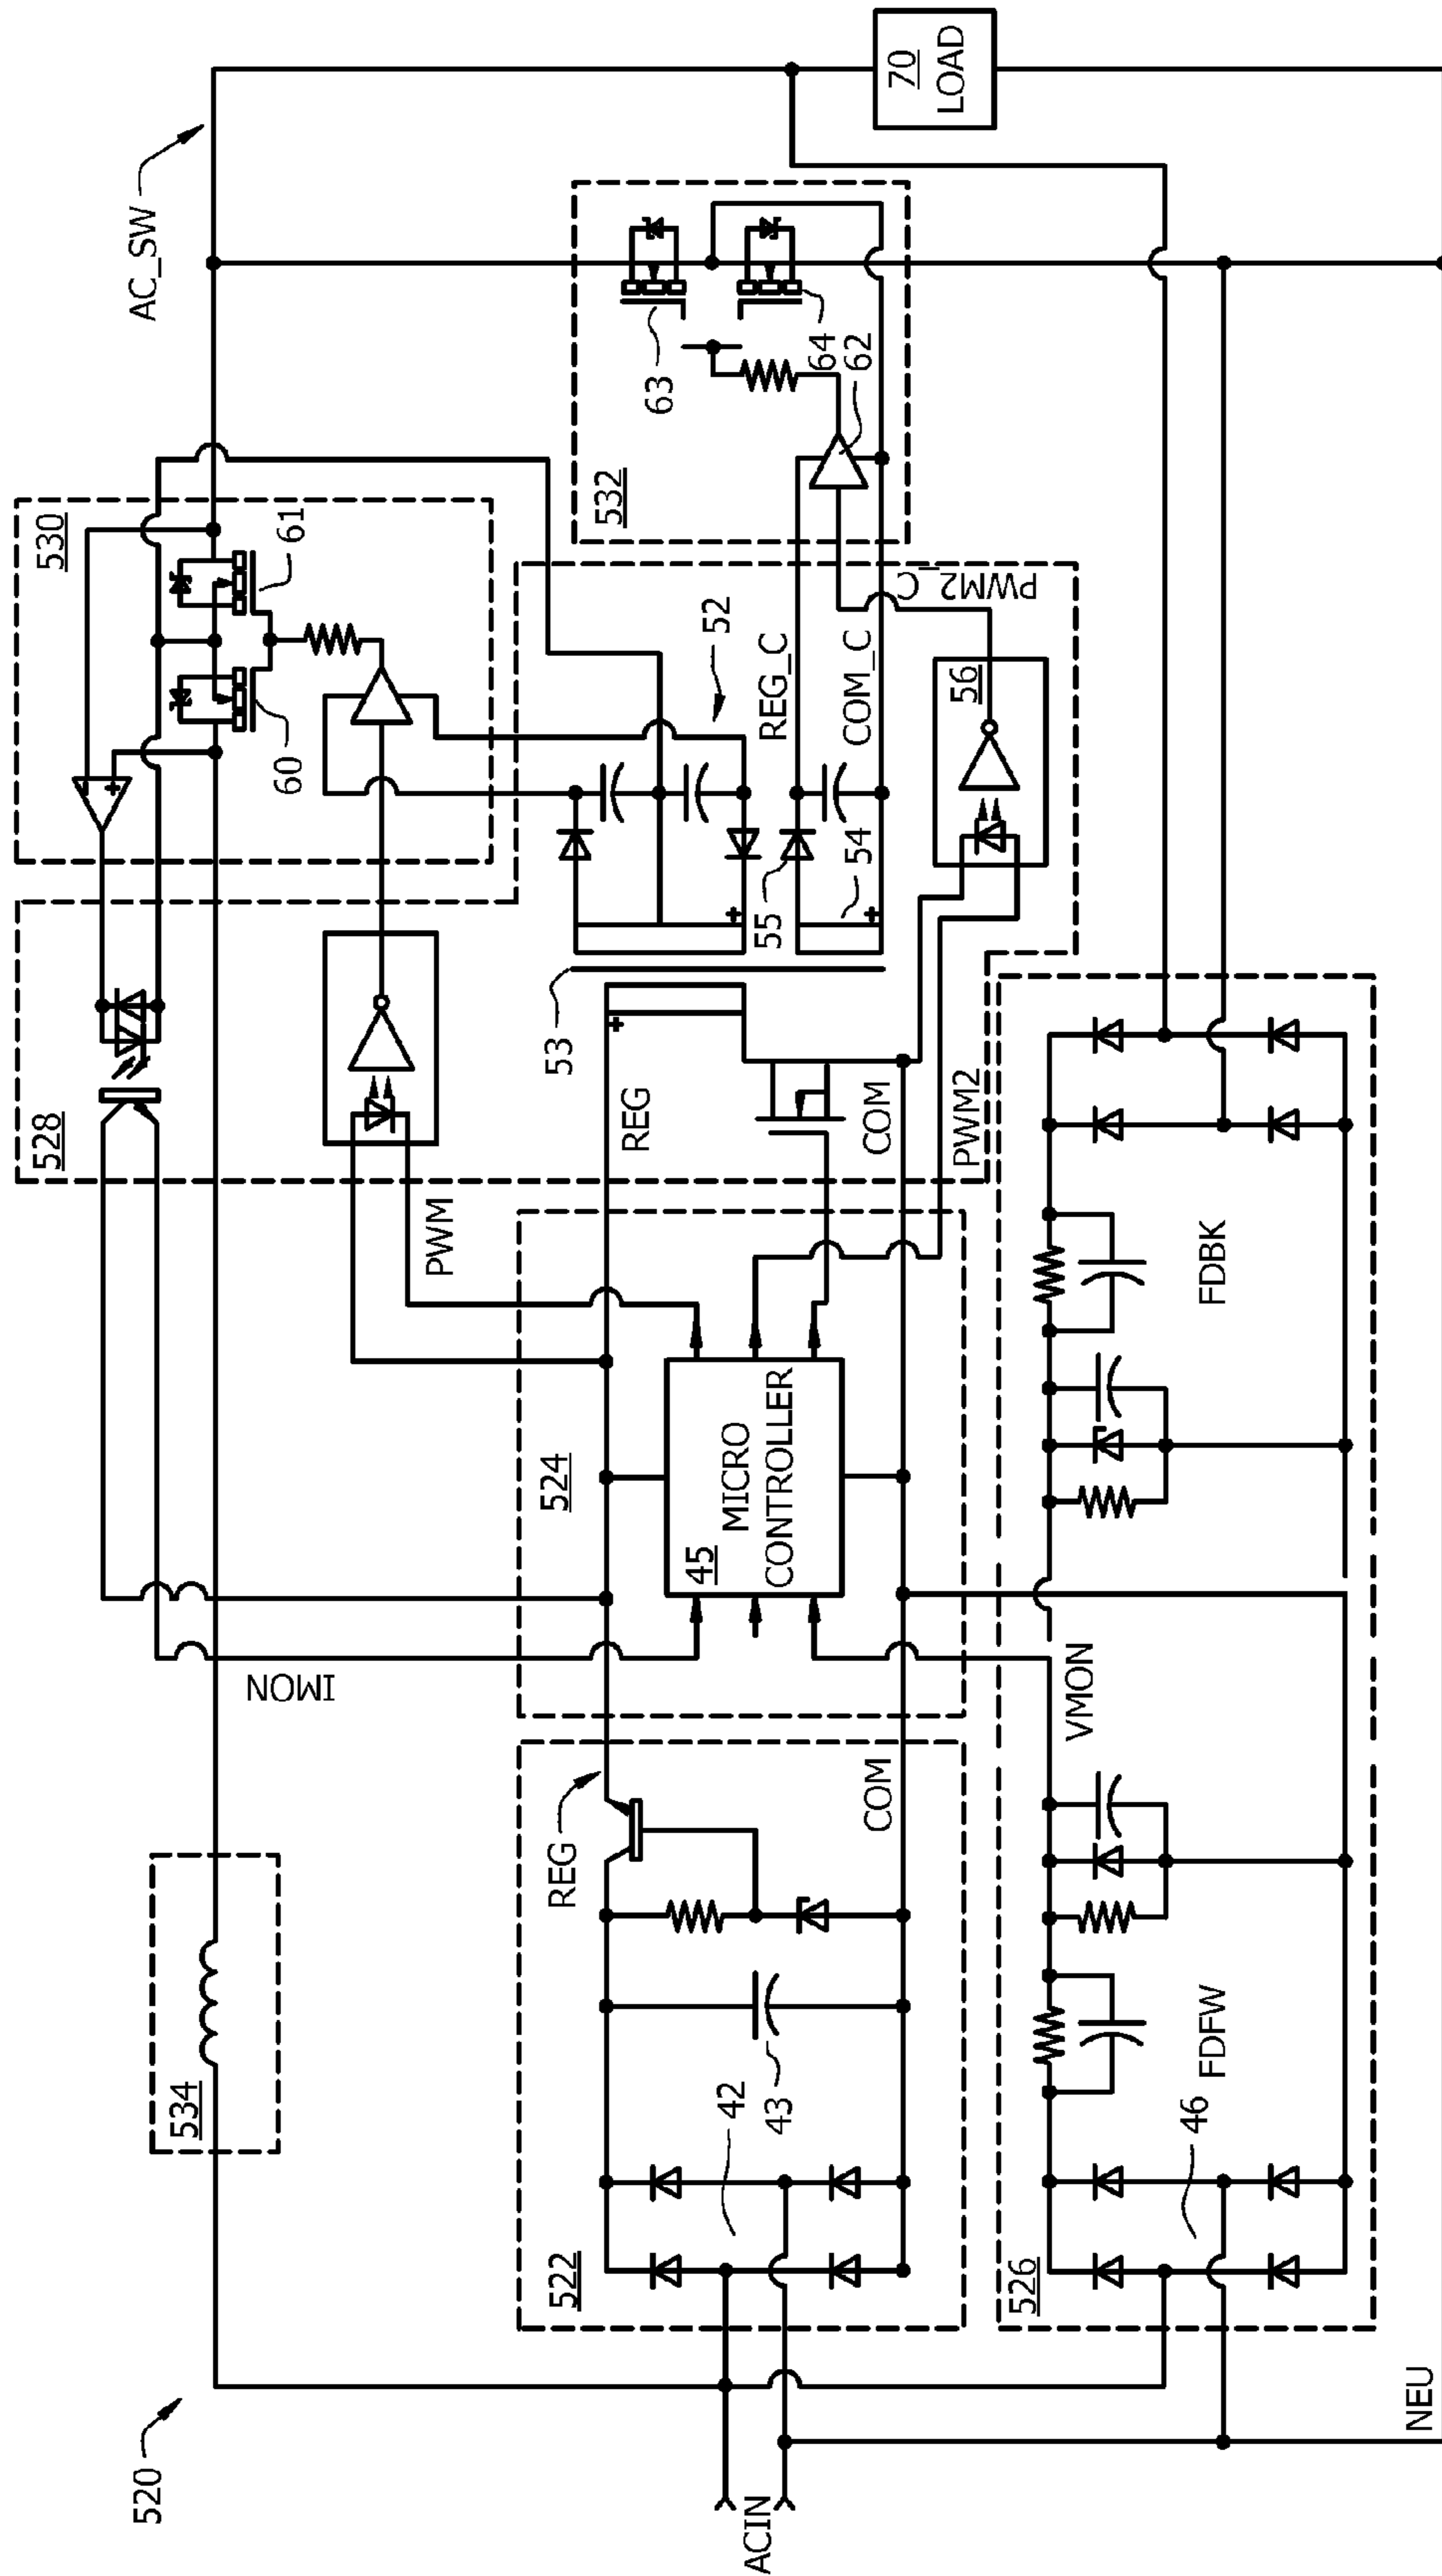 520
534
AC_SW
530
61
60
528
PWM
IMON
532
63
64
62
70
LOAD
52
REG_C
COM_C
PWM2_C
56
55
54
53
REG
COM
PWM2
524
45
MICRO
CONTROLLER
REG
COM
522
42
43
ACIN
526
46
FDFW
VMON
FDBK
NEU